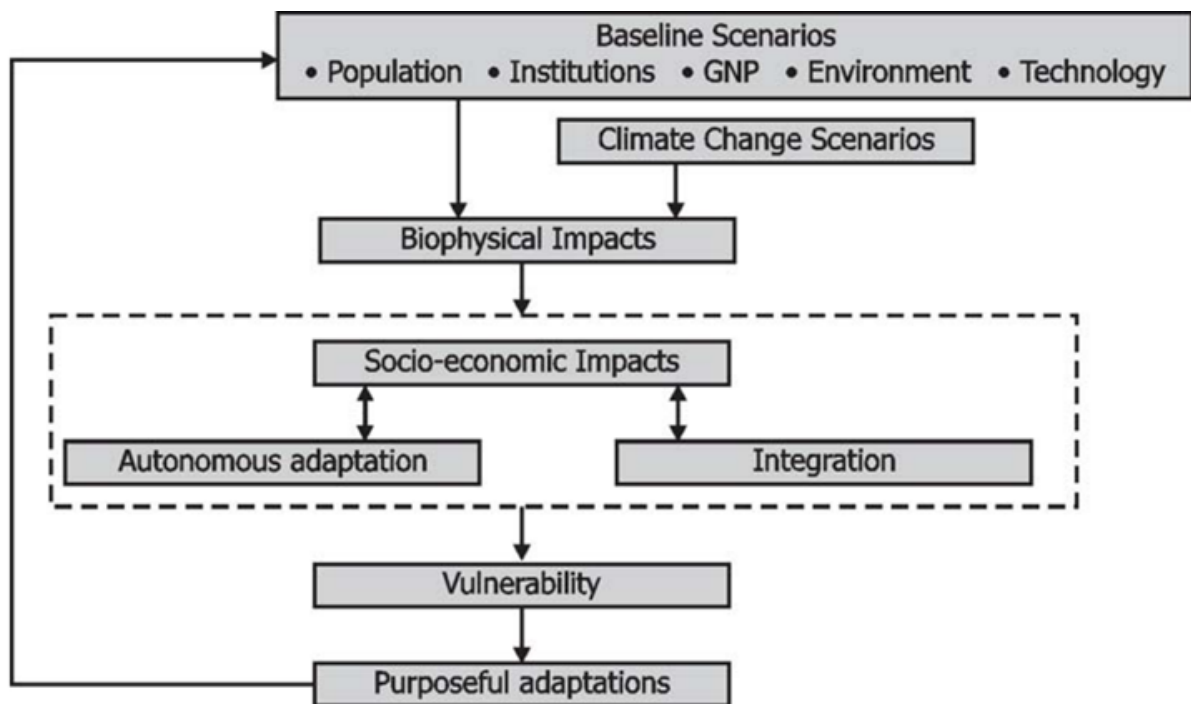 Baseline Scenarios
• Population • Institutions • GNP • Environment • Technology
Climate Change Scenarios
Biophysical Impacts
Socio-economic Impacts
Autonomous adaptation
Integration
Vulnerability
Purposeful adaptations